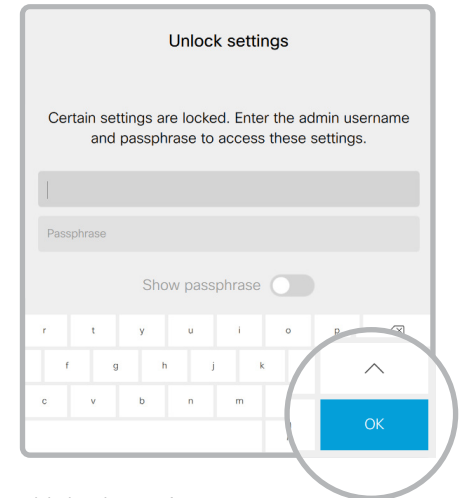 Unlock settings
Certain settings are locked. Enter the admin username
and passphrase to access these settings.
Passphrase
Show passphrase
r t y u i o p
f g h j k
c v b n m
OK